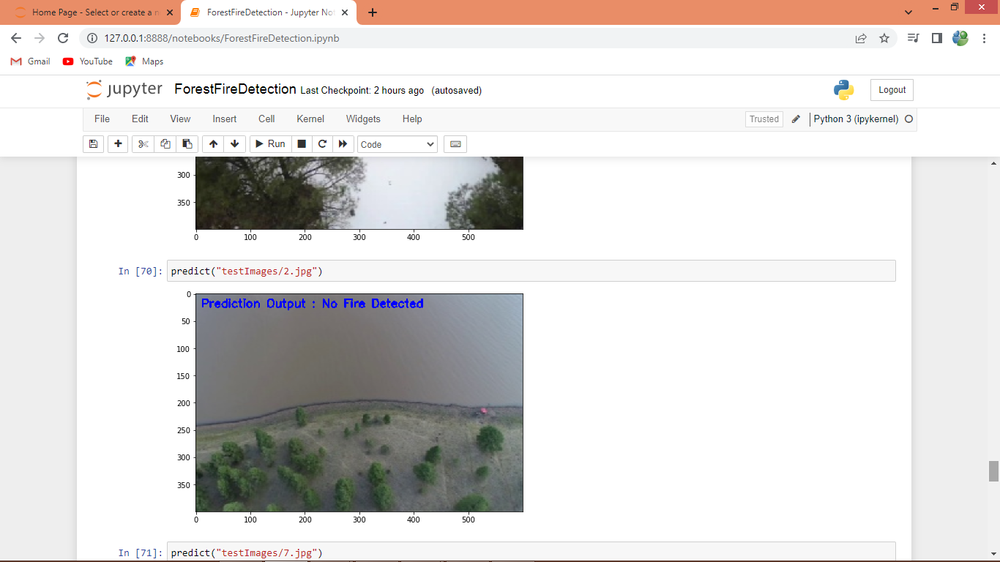 Home Page - Select or create a n
ForestFireDetection - Jupyter Not
127.0.0.1:8888/notebooks/ForestFireDetection.ipynb
Gmail YouTube Maps
jupyter ForestFireDetection Last Checkpoint: 2 hours ago (autosaved) Logout
File Edit View Insert Cell Kernel Widgets Help Trusted Python 3 (ipykernel)
Run Code
300
350
0 100 200 300 400 500
In [70]: predict("testImages/2.jpg")
Prediction Output : No Fire Detected
0
50
100
150
200
250
300
350
0 100 200 300 400 500
In [71]: predict("testImages/7.jpg")